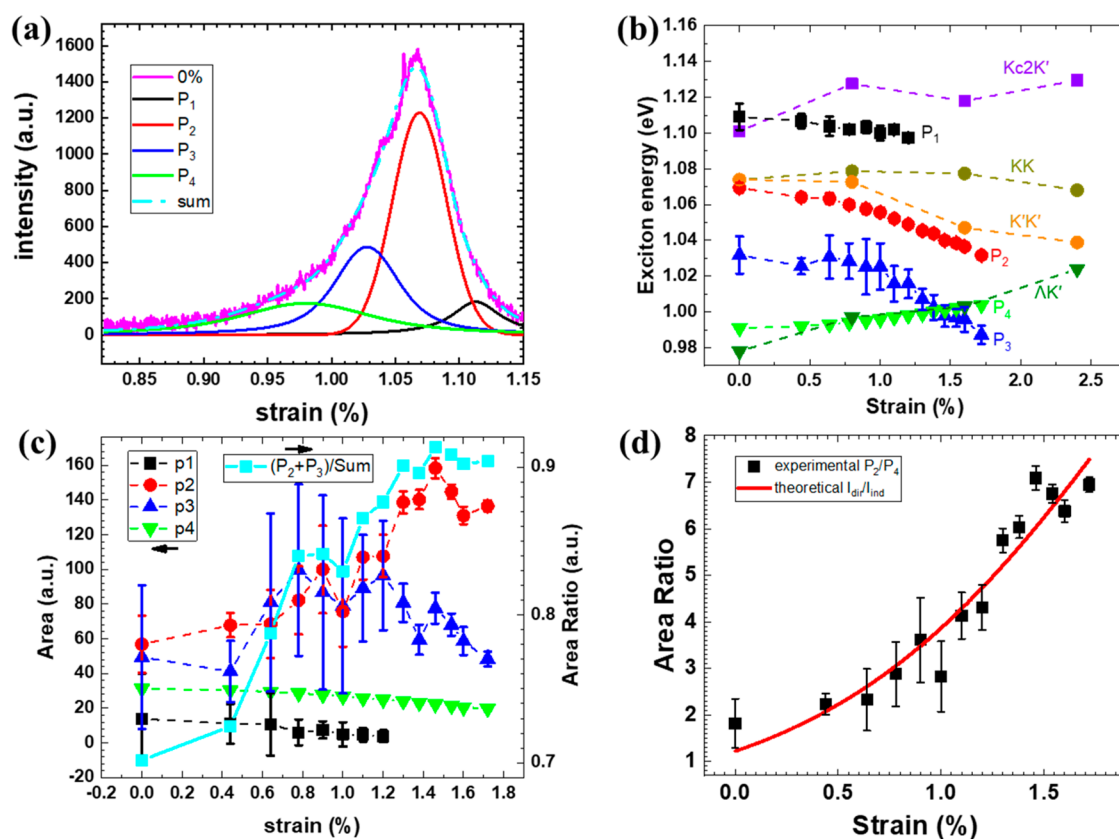 (a)
1600
1400
1200
1000
800
600
400
200
0
intensity (a.u.)
0%
P1
P2
P3
P4
sum
0.85 0.90 0.95 1.00 1.05 1.10 1.15
strain (%)
(b)
1.16
1.14
1.12
1.10
1.08
1.06
1.04
1.02
1.00
0.98
Exciton energy (eV)
Kc2K′
P1
KK
K′K′
P2
ΛK′
P4
P3
0.0 0.5 1.0 1.5 2.0 2.5
Strain (%)
(c)
160
140
120
100
80
60
40
20
0
-20
Area (a.u.)
p1
p2
p3
p4
(P2+P3)/Sum
0.9
0.8
0.7
Area Ratio (a.u.)
-0.2 0.0 0.2 0.4 0.6 0.8 1.0 1.2 1.4 1.6 1.8
strain (%)
(d)
8
7
6
5
4
3
2
1
Area Ratio
experimental P2/P4
theoretical Idir/Iind
0.0 0.5 1.0 1.5
Strain (%)